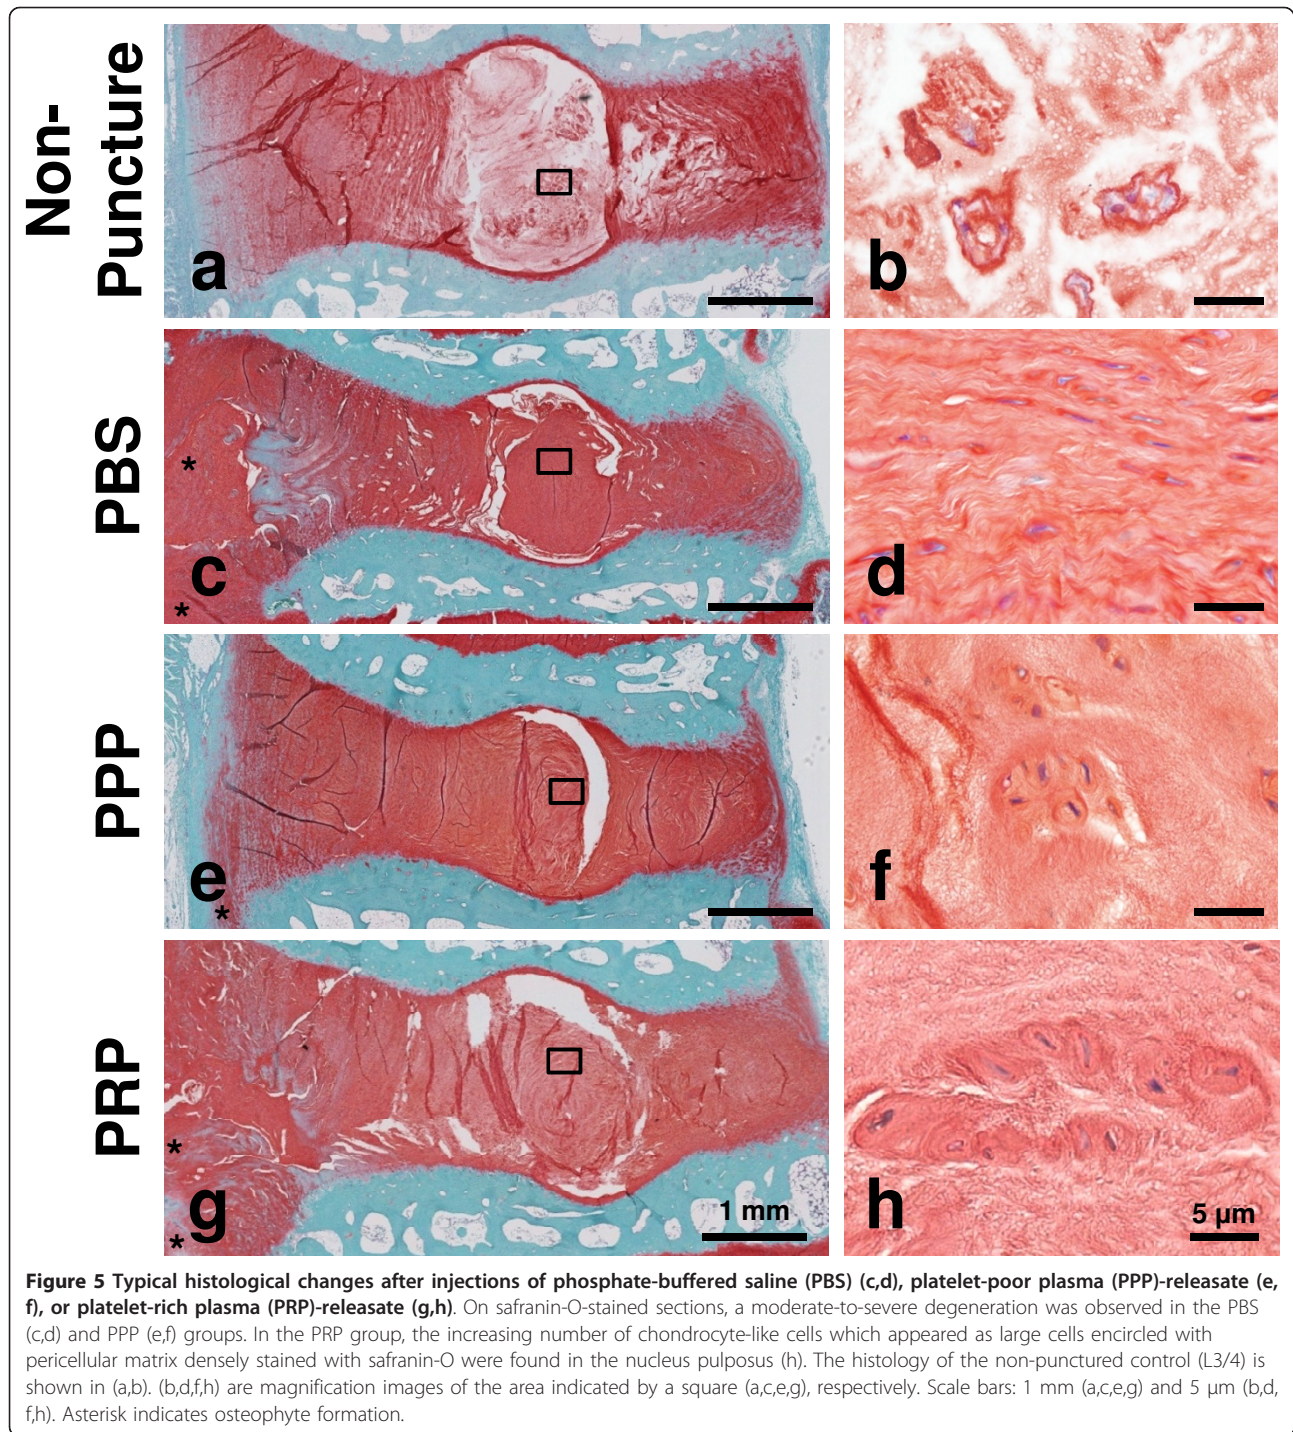 Non-
Puncture
a
b
PBS
*
c
*
d
PPP
e
*
f
PRP
*
g
*
1 mm
h
5 µm
Figure 5 Typical histological changes after injections of phosphate-buffered saline (PBS) (c,d), platelet-poor plasma (PPP)-releasate (e,
f), or platelet-rich plasma (PRP)-releasate (g,h). On safranin-O-stained sections, a moderate-to-severe degeneration was observed in the PBS
(c,d) and PPP (e,f) groups. In the PRP group, the increasing number of chondrocyte-like cells which appeared as large cells encircled with
pericellular matrix densely stained with safranin-O were found in the nucleus pulposus (h). The histology of the non-punctured control (L3/4) is
shown in (a,b). (b,d,f,h) are magnification images of the area indicated by a square (a,c,e,g), respectively. Scale bars: 1 mm (a,c,e,g) and 5 µm (b,d,
f,h). Asterisk indicates osteophyte formation.